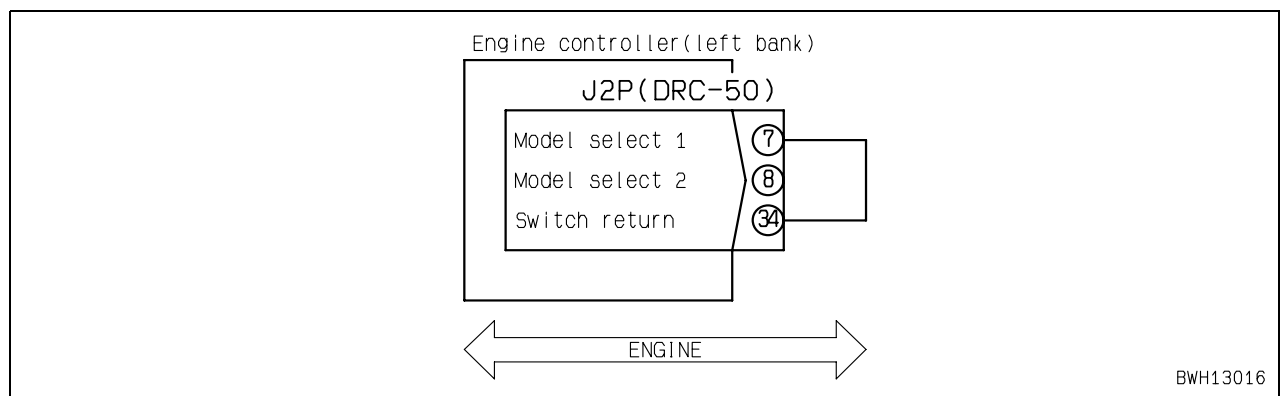 Engine controller(left bank)
J2P(DRC-50)
Model select 1 7
Model select 2 8
Switch return 34
ENGINE
BWH13016